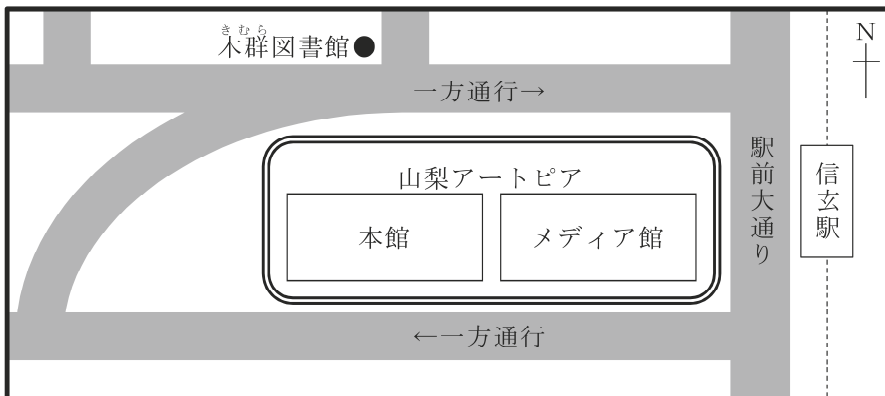 きむら
木群図書館
N
一方通行→
山梨アートピア
本館
メディア館
駅前大通り
信玄駅
←一方通行